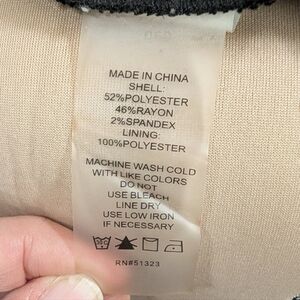 MADE IN CHINA
SHELL:
52%POLYESTER
46%RAYON
2%SPANDEX
LINING:
100%POLYESTER
MACHINE WASH COLD
WITH LIKE COLORS
DO NOT
USE BLEACH
LINE DRY
USE LOW IRON
IF NECESSARY
RN#51323